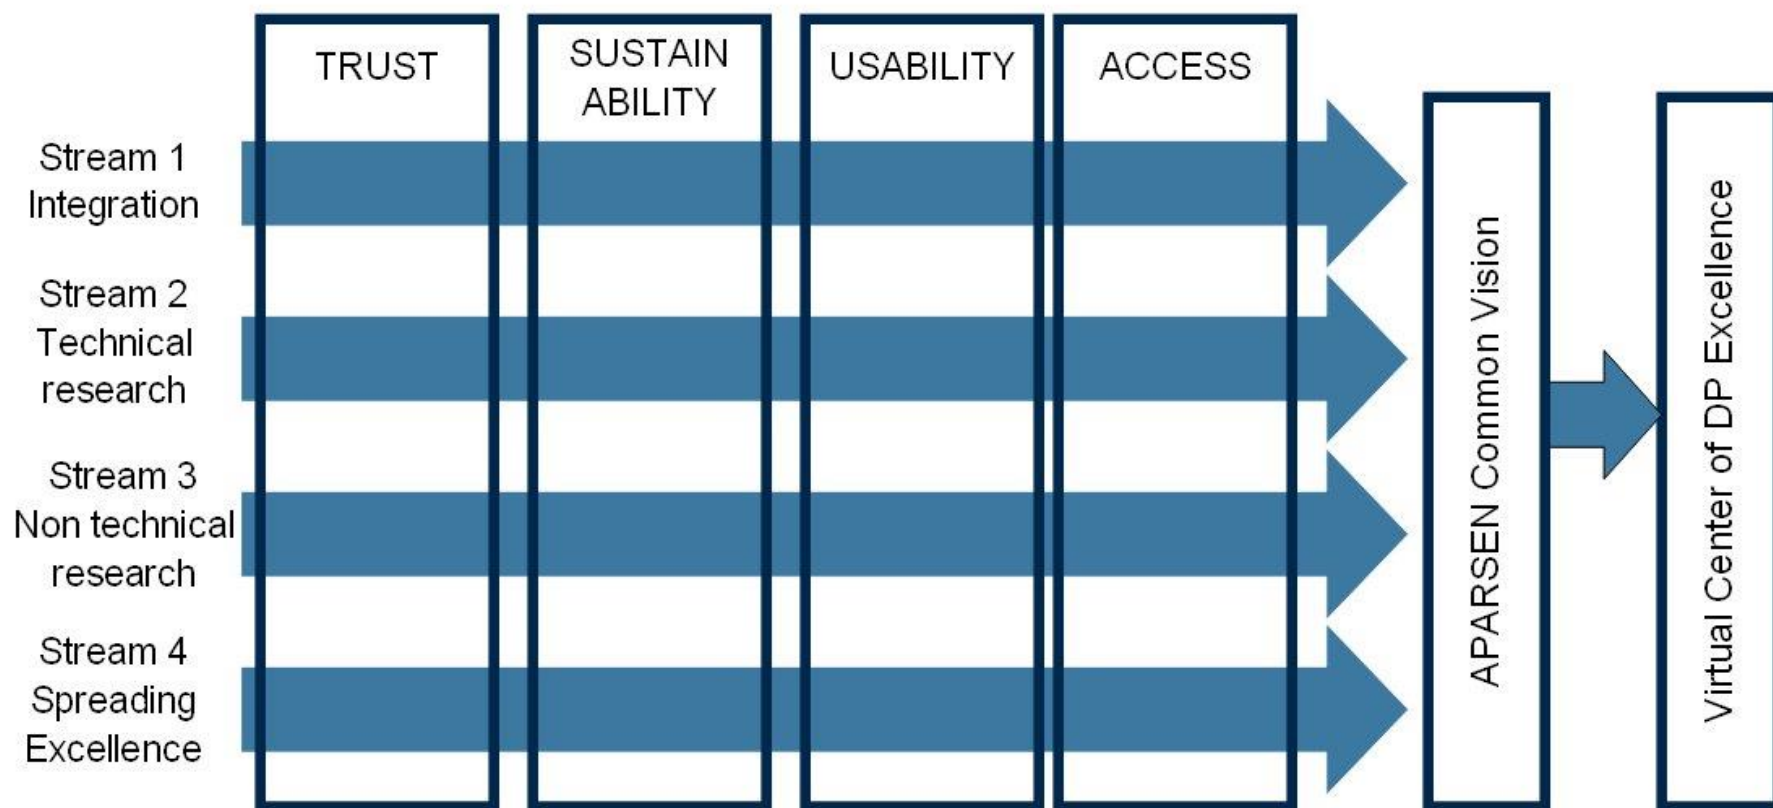 TRUST
SUSTAIN
ABILITY
USABILITY
ACCESS
Stream 1
Integration
Stream 2
Technical
research
Stream 3
Non technical
research
Stream 4
Spreading
Excellence
APARSEN Common Vision
Virtual Center of DP Excellence